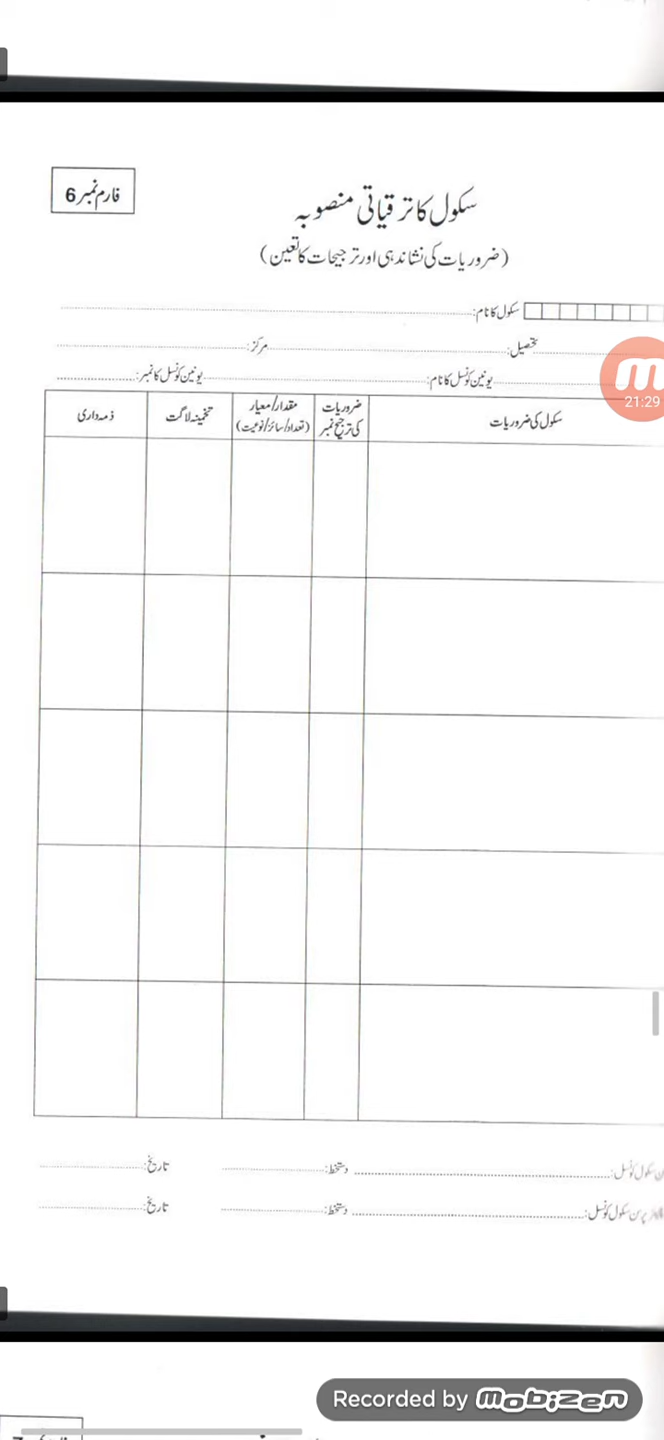 فارم نمبر 6
سکول کا ترقیاتی منصوبہ
(ضروریات کی نشاندہی اور ترجیحات کا تعین)
سکول کا نام:
تحصیل: مرکز:
یونین کونسل کا نام: یونین کونسل کا نمبر:
سکول کی ضروریات
ضروریات کی ترجیح نمبر
مقدار/معیار (تعداد/سائز/نوعیت)
تخمینہ لاگت
ذمہ داری
سکول کونسل: دستخط: تاریخ:
سکول کونسل: دستخط: تاریخ:
21:29
Recorded by mobizen